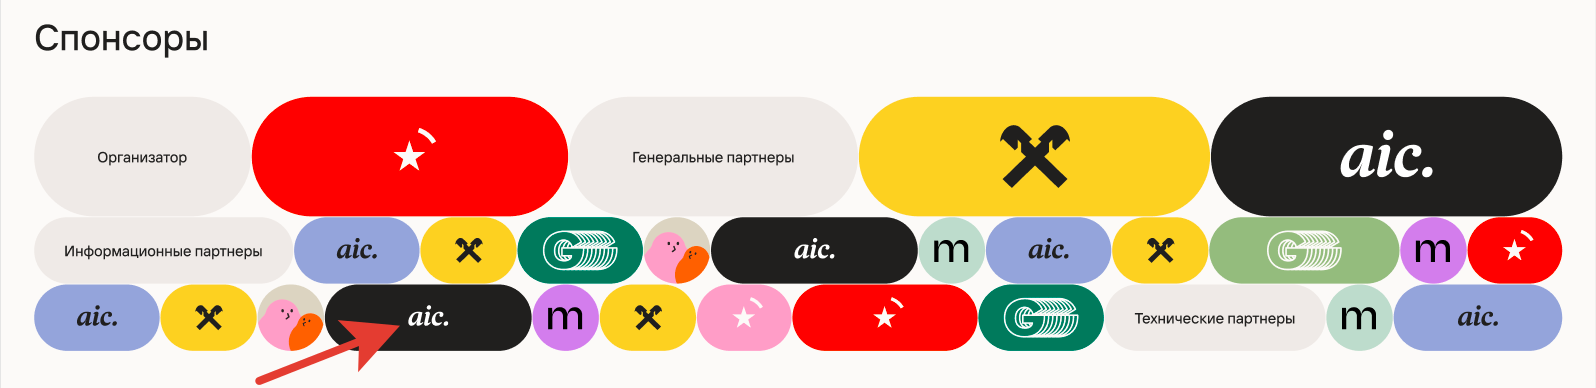 Спонсоры
Организатор Генеральные партнеры aic.
Информационные партнеры aic. aic. m aic. m
aic. aic. m Технические партнеры m aic.